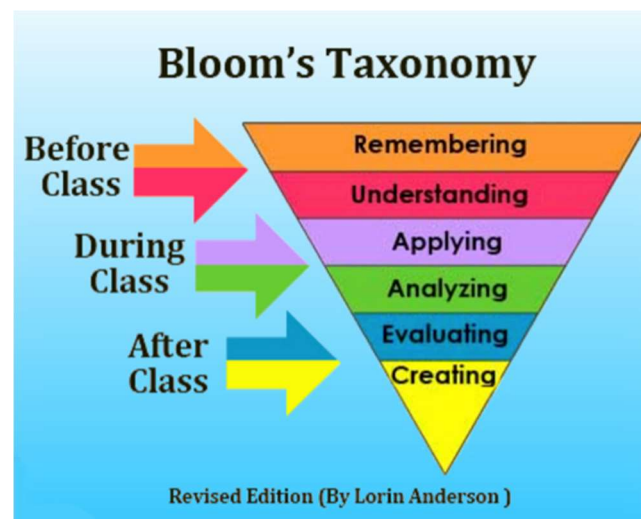 Bloom's Taxonomy
Before
Class
During
Class
After
Class
Remembering
Understanding
Applying
Analyzing
Evaluating
Creating
Revised Edition (By Lorin Anderson )